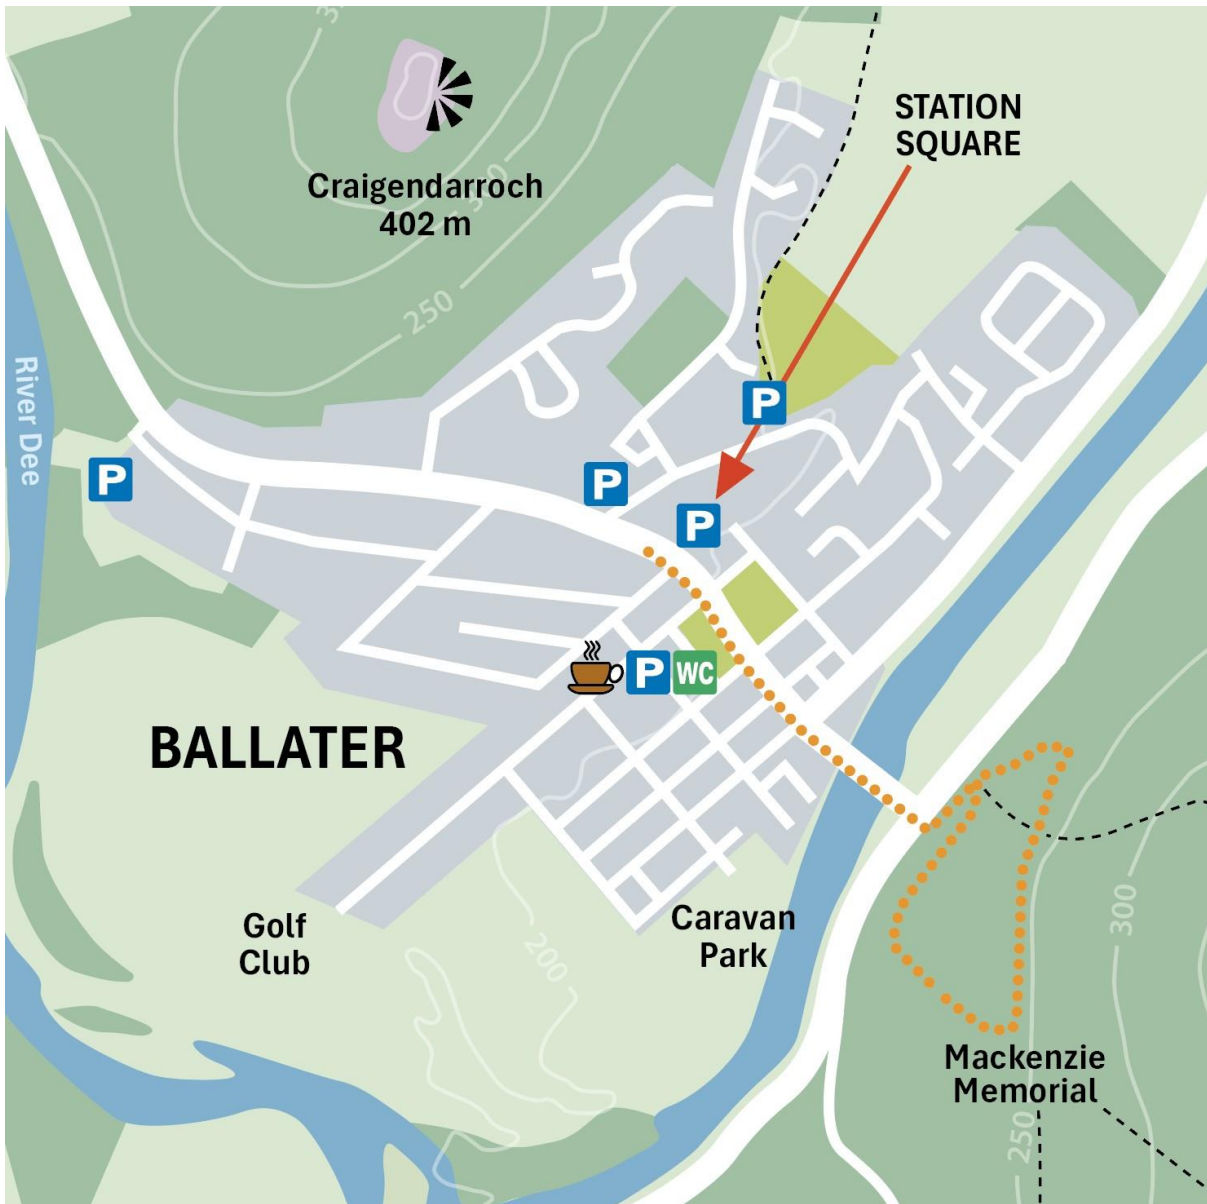 STATION
SQUARE
Craigendarroch
402 m
300
250
River Dee
P
P
P
P
P
WC
BALLATER
Golf
Club
Caravan
Park
200
300
Mackenzie
Memorial
250